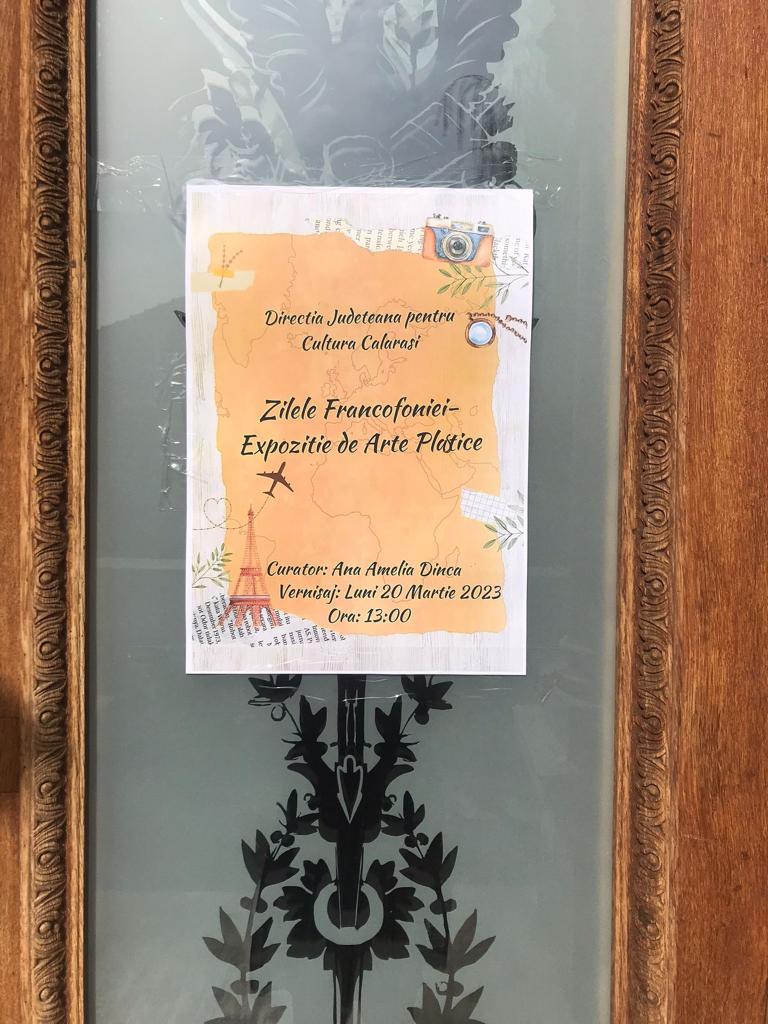 Directia Judeteana pentru
Cultura Calarasi
Zilele Francofoniei-
Expozitie de Arte Plastice
Curator: Ana Amelia Dinca
Vernisaj: Luni 20 Martie 2023
Ora: 13:00